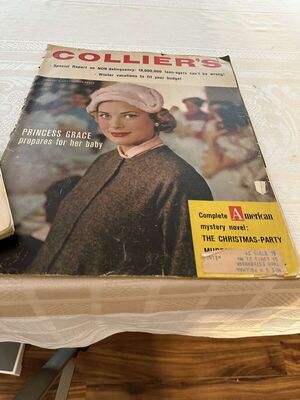 COLLIER'S
Special Report on NON-delinquency: 18,000,000 teen-agers can't be wrong!
Winter vacations to fit your budget
PRINCESS GRACE
prepares for her baby
Complete American
mystery novel:
THE CHRISTMAS-PARTY